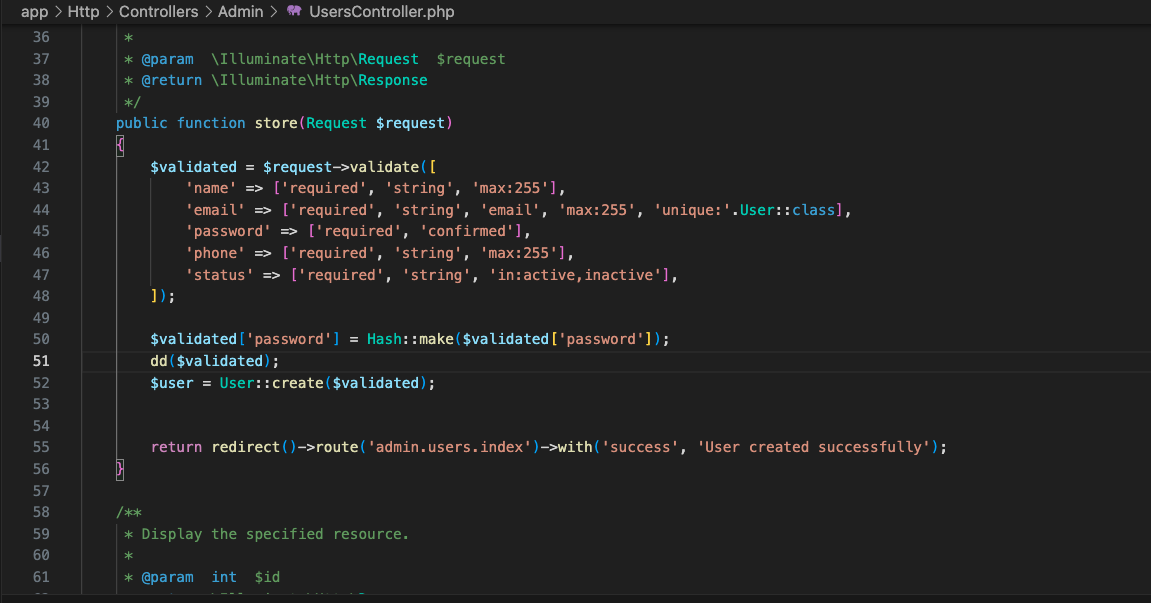 app > Http > Controllers > Admin > UsersController.php
36 *
37 * @param  \Illuminate\Http\Request  $request
38 * @return \Illuminate\Http\Response
39 */
40 public function store(Request $request)
41 {
42 $validated = $request->validate([
43 'name' => ['required', 'string', 'max:255'],
44 'email' => ['required', 'string', 'email', 'max:255', 'unique:'.User::class],
45 'password' => ['required', 'confirmed'],
46 'phone' => ['required', 'string', 'max:255'],
47 'status' => ['required', 'string', 'in:active,inactive'],
48 ]);
49
50 $validated['password'] = Hash::make($validated['password']);
51 dd($validated);
52 $user = User::create($validated);
53
54
55 return redirect()->route('admin.users.index')->with('success', 'User created successfully');
56 }
57
58 /**
59 * Display the specified resource.
60 *
61 * @param  int  $id